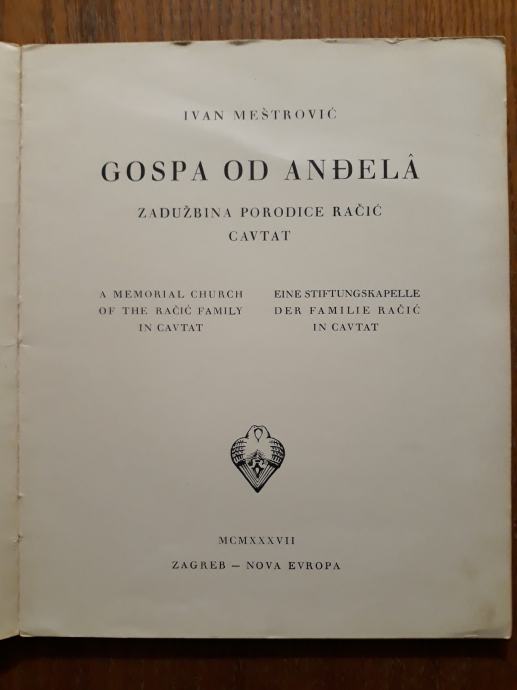 IVAN MEŠTROVIĆ
GOSPA OD ANĐELÂ
ZADUŽBINA PORODICE RAČIĆ
CAVTAT
A MEMORIAL CHURCH
OF THE RAČIĆ FAMILY
IN CAVTAT
EINE STIFTUNGSKAPELLE
DER FAMILIE RAČIĆ
IN CAVTAT
MCMXXXVII
ZAGREB — NOVA EVROPA